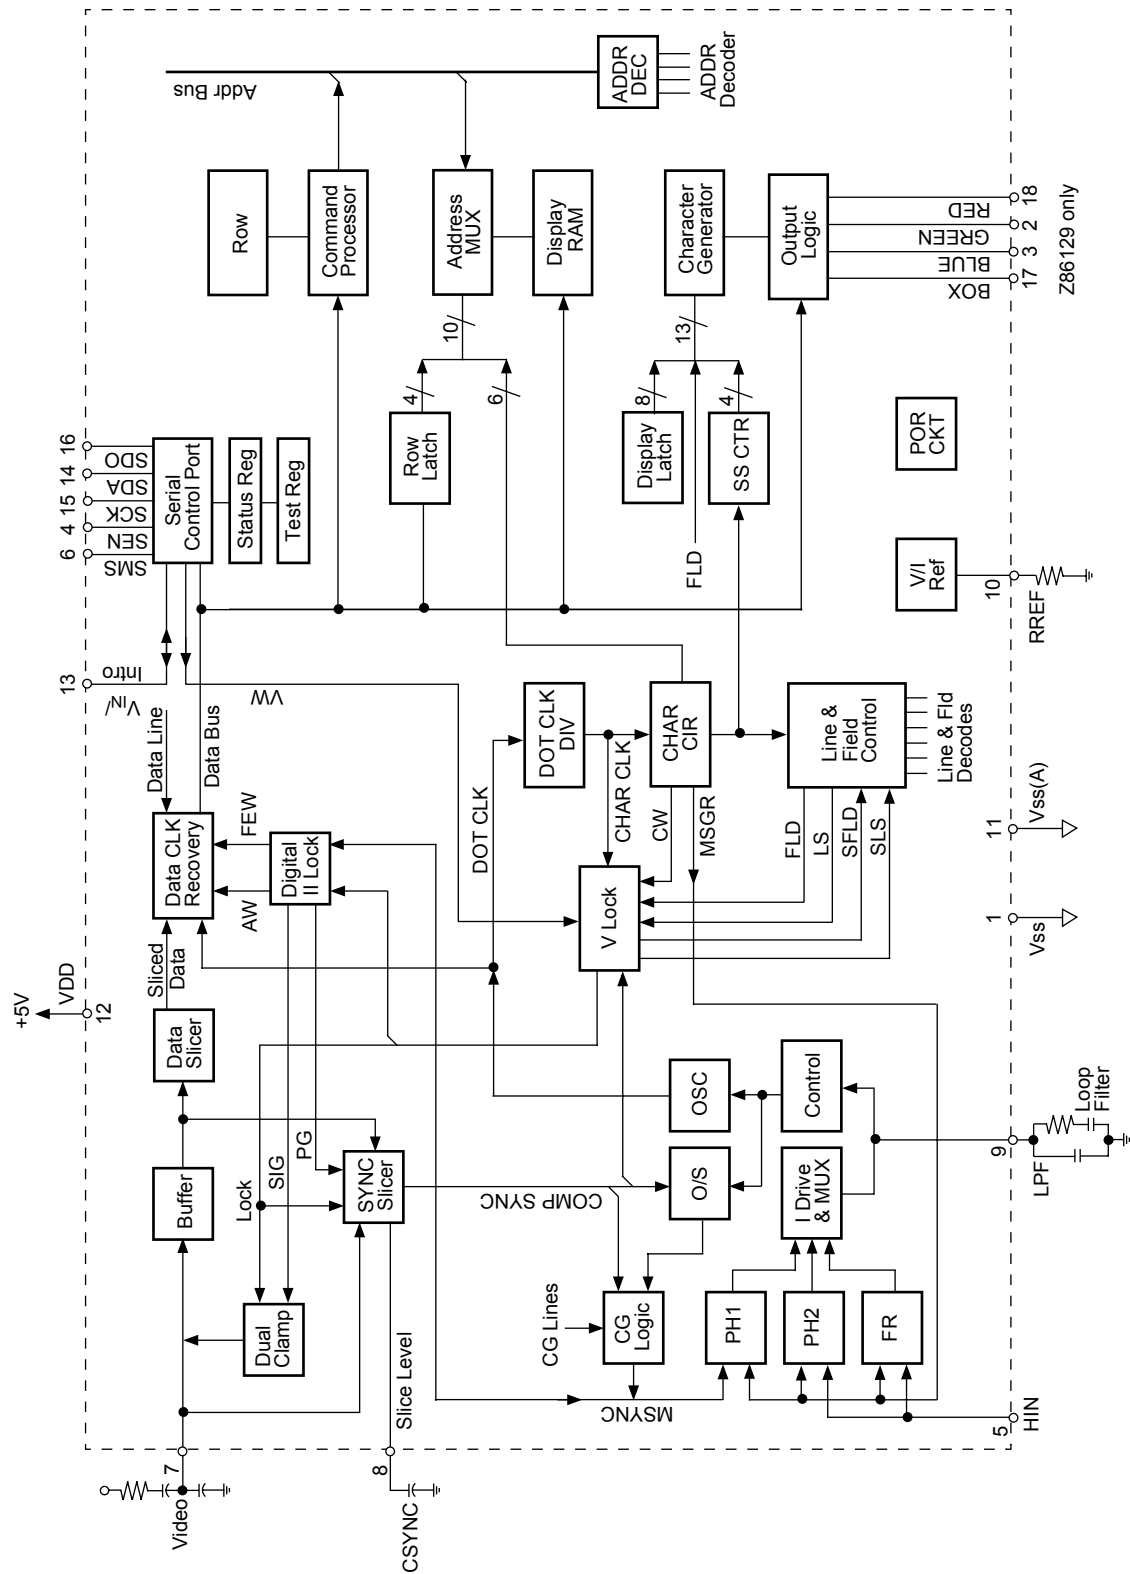 +5V
VDD
12
13
V_IN/
Intro
6
4
15
14
16
SMS
SEN
SCK
SDA
SDO
Serial
Control Port
Status Reg
Test Reg
Row
Command
Processor
Addr Bus
ADDR
DEC
ADDR
Decoder
Address
MUX
Display
RAM
10
4
6
Row
Latch
Character
Generator
13
8
4
Display
Latch
SS CTR
FLD
Output
Logic
RED
GREEN
BLUE
BOX
18
2
3
17
Z86129 only
POR
CKT
V/I
Ref
10
RREF
Video
7
Buffer
Data
Slicer
Sliced
Data
Data CLK
Recovery
Data Line
Data Bus
VW
AW
FEW
Digital
II Lock
Lock
SIG
PG
Dual
Clamp
SYNC
Slicer
Slice Level
8
CSYNC
COMP SYNC
DOT CLK
DOT CLK
DIV
CHAR CLK
CHAR
CIR
CW
MSGR
V Lock
FLD
LS
SFLD
SLS
Line &
Field
Control
Line & Fld
Decodes
CG Lines
CG
Logic
MSYNC
O/S
OSC
Control
I Drive
& MUX
PH1
PH2
FR
5
HIN
9
LPF
Loop
Filter
1
Vss
11
Vss(A)